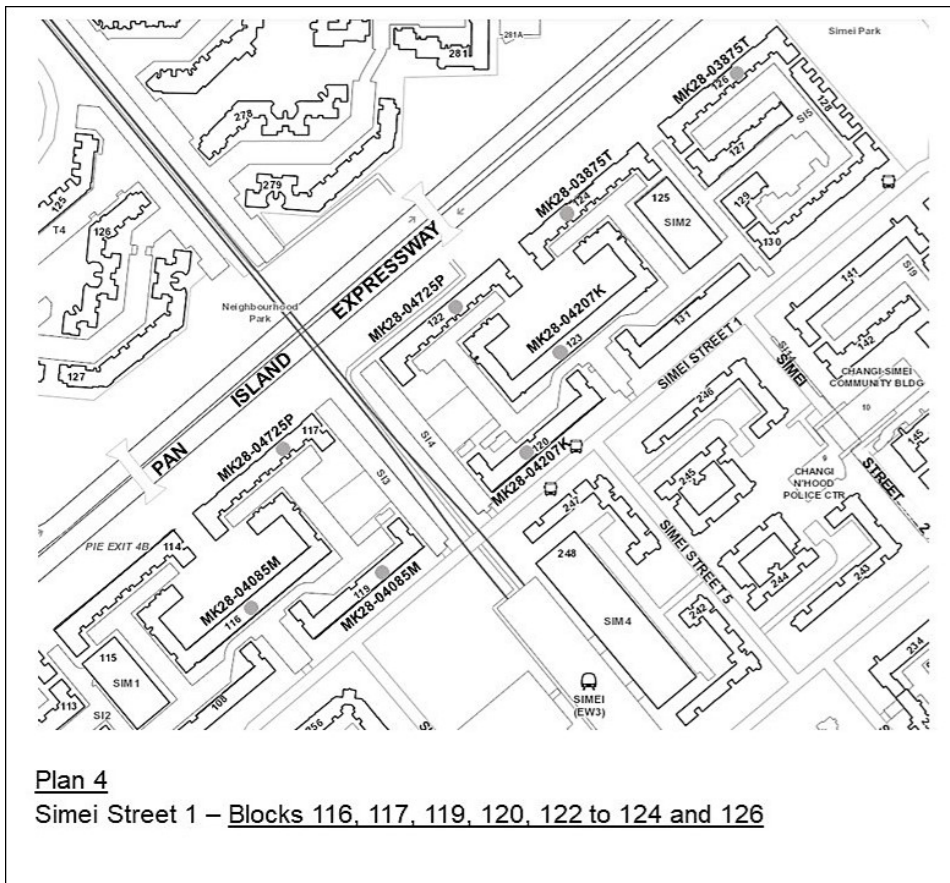 281A
Simei Park
281
MK28-03875T
126
128
278
SI5
127
279
MK28-03875T
124
125
129
125
SIM2
T4
126
130
EXPRESSWAY
141
SI9
Neighbourhood
Park
MK28-04725P
122
MK28-04207K
123
131
142
SIMEI STREET 1
SIMEI
CHANGI-SIMEI
COMMUNITY BLDG
127
ISLAND
246
10
PAN
MK28-04725P
117
SI4
120
MK28-04207K
145
245
9
CHANGI
N'HOOD
POLICE CTR
STREET
SI3
247
PIE EXIT 4B
114
248
SIMEI STREET 5
MK28-04085M
116
119
MK28-04085M
244
243
242
115
SIM1
SIM4
234
113
SI2
108
SIMEI
(EW3)
Plan 4
Simei Street 1 – Blocks 116, 117, 119, 120, 122 to 124 and 126